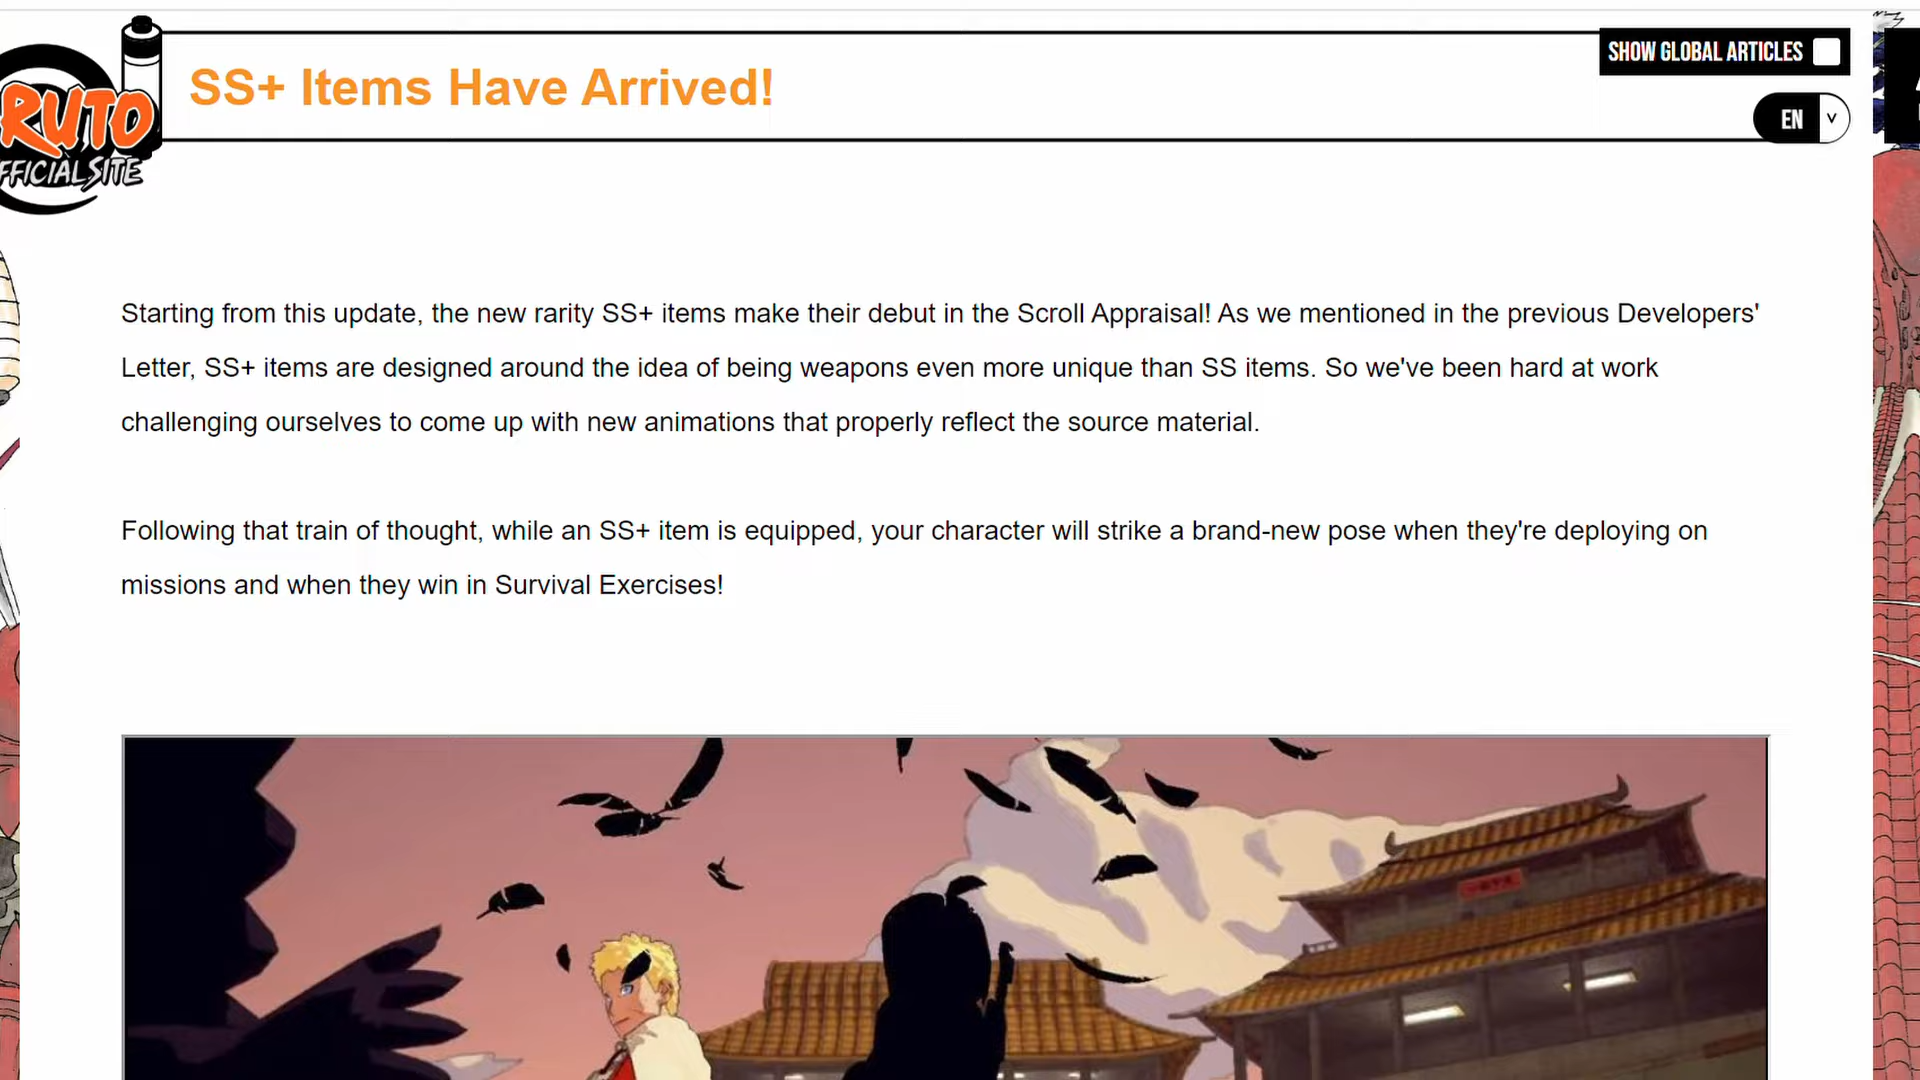 SS+ Items Have Arrived!
SHOW GLOBAL ARTICLES
EN
RUTO
FFICIAL SITE
Starting from this update, the new rarity SS+ items make their debut in the Scroll Appraisal! As we mentioned in the previous Developers'
Letter, SS+ items are designed around the idea of being weapons even more unique than SS items. So we've been hard at work
challenging ourselves to come up with new animations that properly reflect the source material.
Following that train of thought, while an SS+ item is equipped, your character will strike a brand-new pose when they're deploying on
missions and when they win in Survival Exercises!